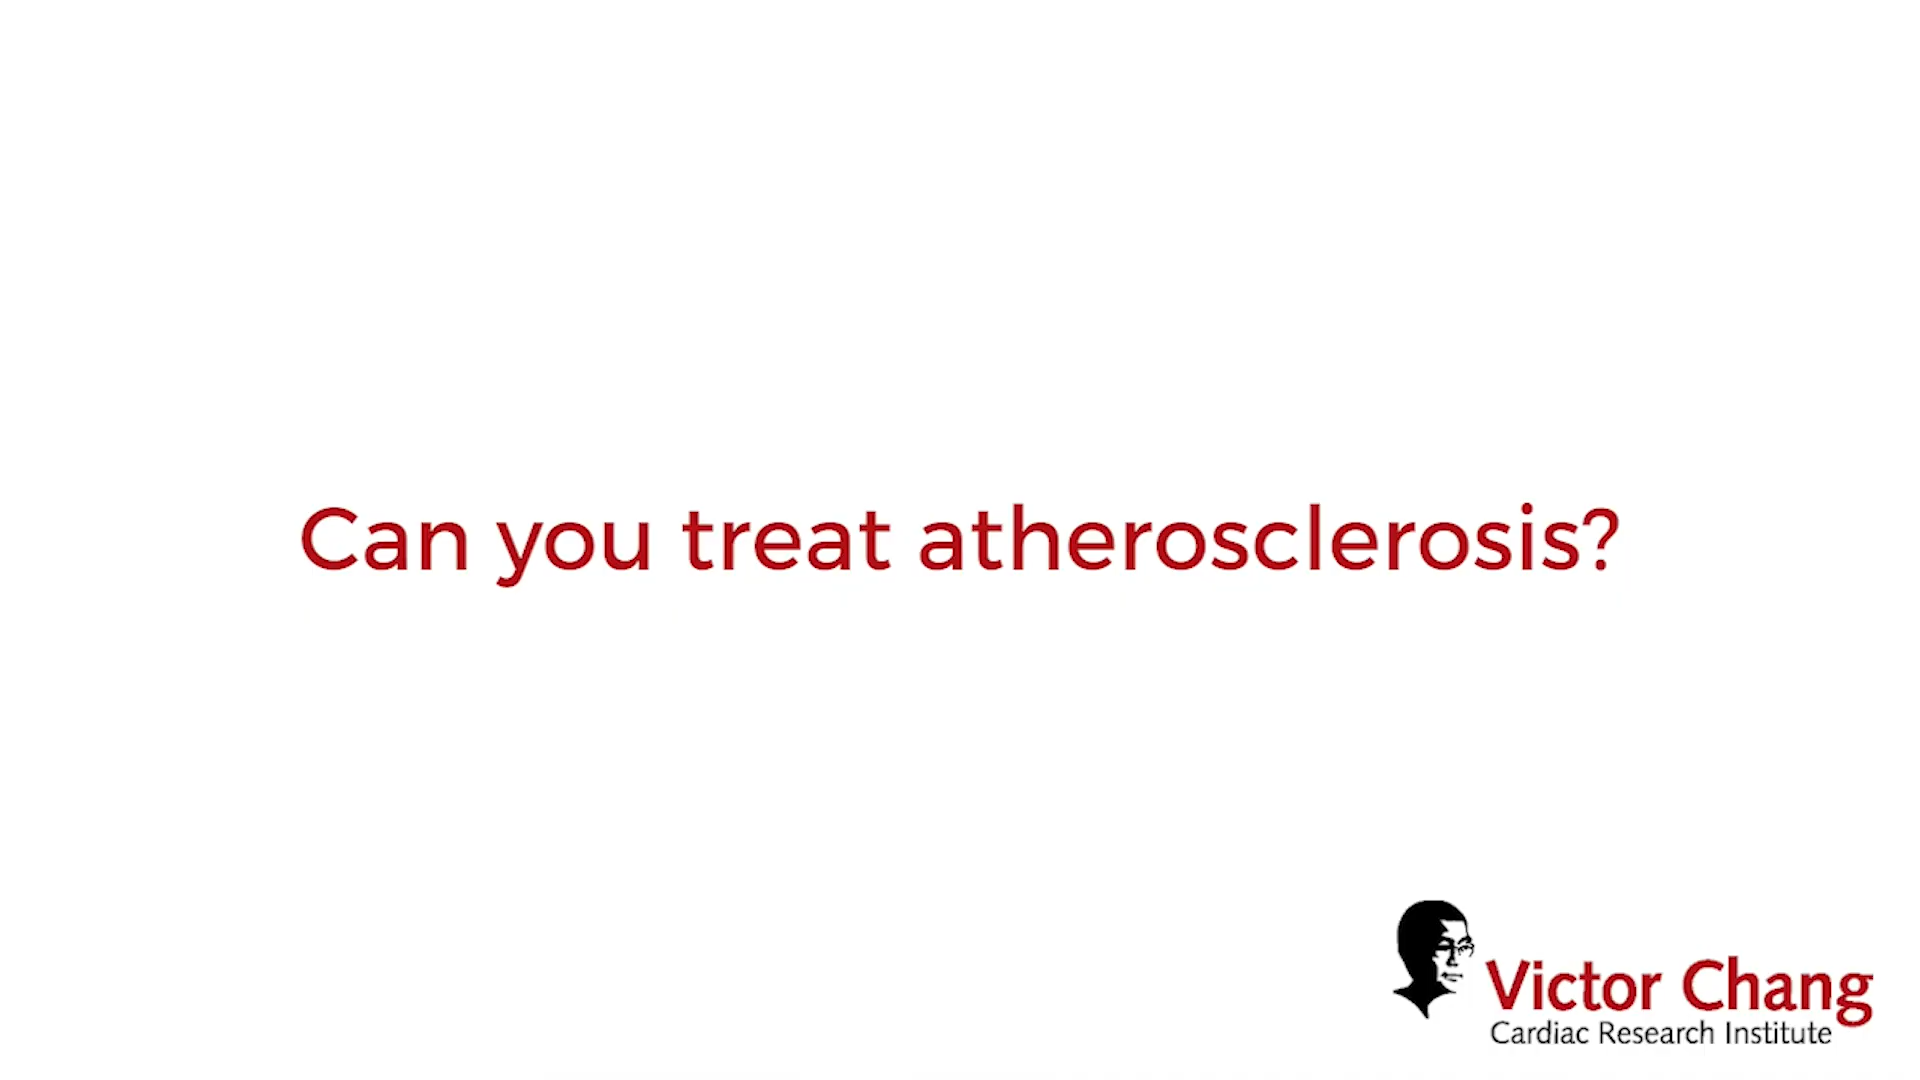 Can you treat atherosclerosis?
Victor Chang
Cardiac Research Institute